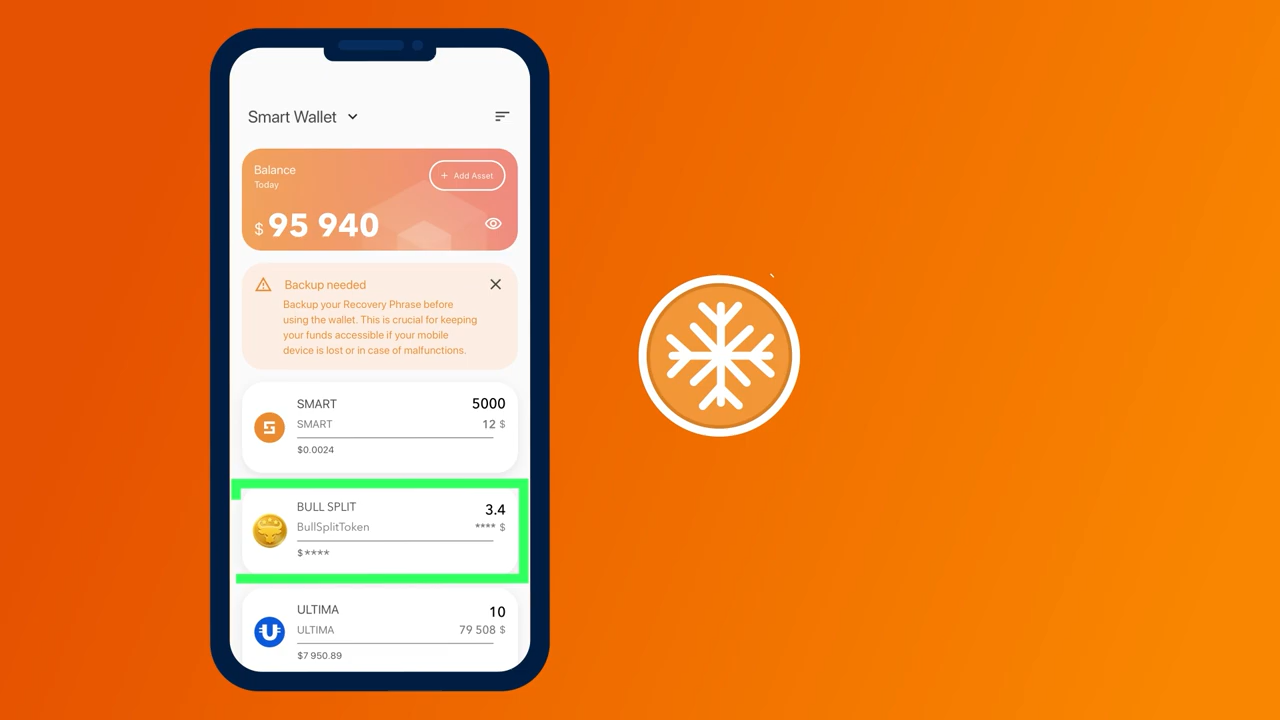 Smart Wallet
Balance
Today
+ Add Asset
$ 95 940
Backup needed
Backup your Recovery Phrase before
using the wallet. This is crucial for keeping
your funds accessible if your mobile
device is lost or in case of malfunctions.
SMART 5000
SMART 12 $
$0.0024
BULL SPLIT 3.4
BullSplitToken **** $
$****
ULTIMA 10
ULTIMA 79 508 $
$7 950.89